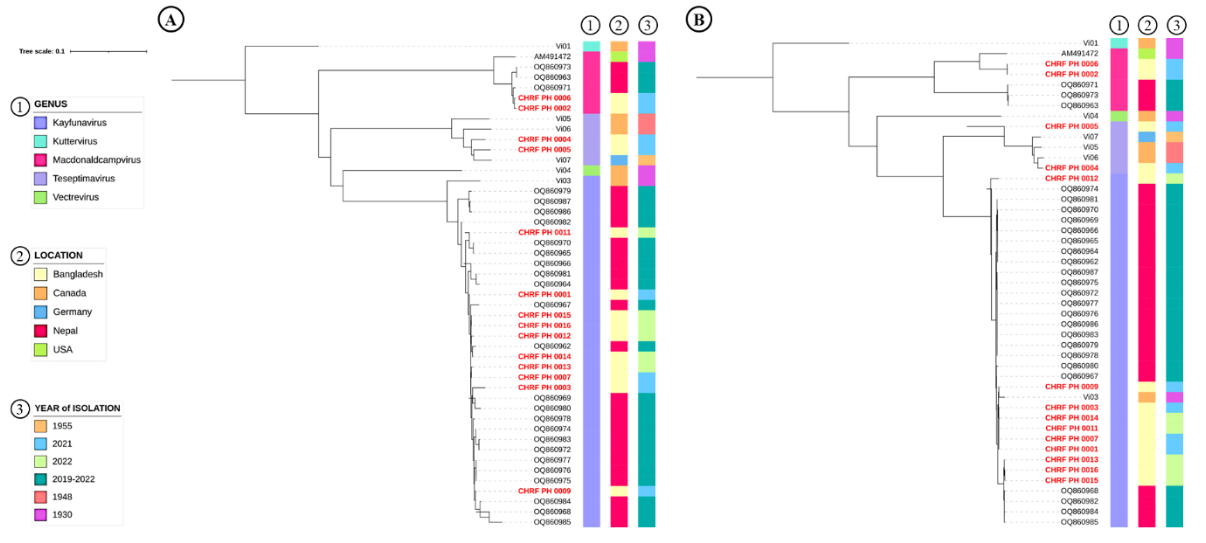 A
B
1 2 3
1 2 3
Tree scale: 0.1
1 GENUS
Kayfunavirus
Kuttervirus
Macdonaldcampvirus
Teseptimavirus
Vectrevirus
2 LOCATION
Bangladesh
Canada
Germany
Nepal
USA
3 YEAR of ISOLATION
1955
2021
2022
2019-2022
1948
1930
Vi01
AM491472
OQ860973
OQ860963
OQ860971
CHRF PH 0006
CHRF PH 0002
Vi05
Vi06
CHRF PH 0004
CHRF PH 0005
Vi07
Vi04
Vi03
OQ860979
OQ860987
OQ860986
OQ860982
CHRF PH 0011
OQ860970
OQ860965
OQ860966
OQ860981
OQ860964
CHRF PH 0001
OQ860967
CHRF PH 0015
CHRF PH 0016
CHRF PH 0012
OQ860962
CHRF PH 0014
CHRF PH 0013
CHRF PH 0007
CHRF PH 0003
OQ860969
OQ860980
OQ860978
OQ860974
OQ860983
OQ860972
OQ860977
OQ860976
OQ860975
CHRF PH 0009
OQ860984
OQ860968
OQ860985
Vi01
AM491472
CHRF PH 0006
CHRF PH 0002
OQ860971
OQ860973
OQ860963
Vi04
CHRF PH 0005
Vi07
Vi05
Vi06
CHRF PH 0004
CHRF PH 0012
OQ860974
OQ860981
OQ860970
OQ860969
OQ860966
OQ860965
OQ860964
OQ860962
OQ860987
OQ860975
OQ860972
OQ860977
OQ860976
OQ860986
OQ860983
OQ860979
OQ860978
OQ860980
OQ860967
CHRF PH 0009
Vi03
CHRF PH 0003
CHRF PH 0014
CHRF PH 0011
CHRF PH 0007
CHRF PH 0001
CHRF PH 0013
CHRF PH 0016
CHRF PH 0015
OQ860968
OQ860982
OQ860984
OQ860985